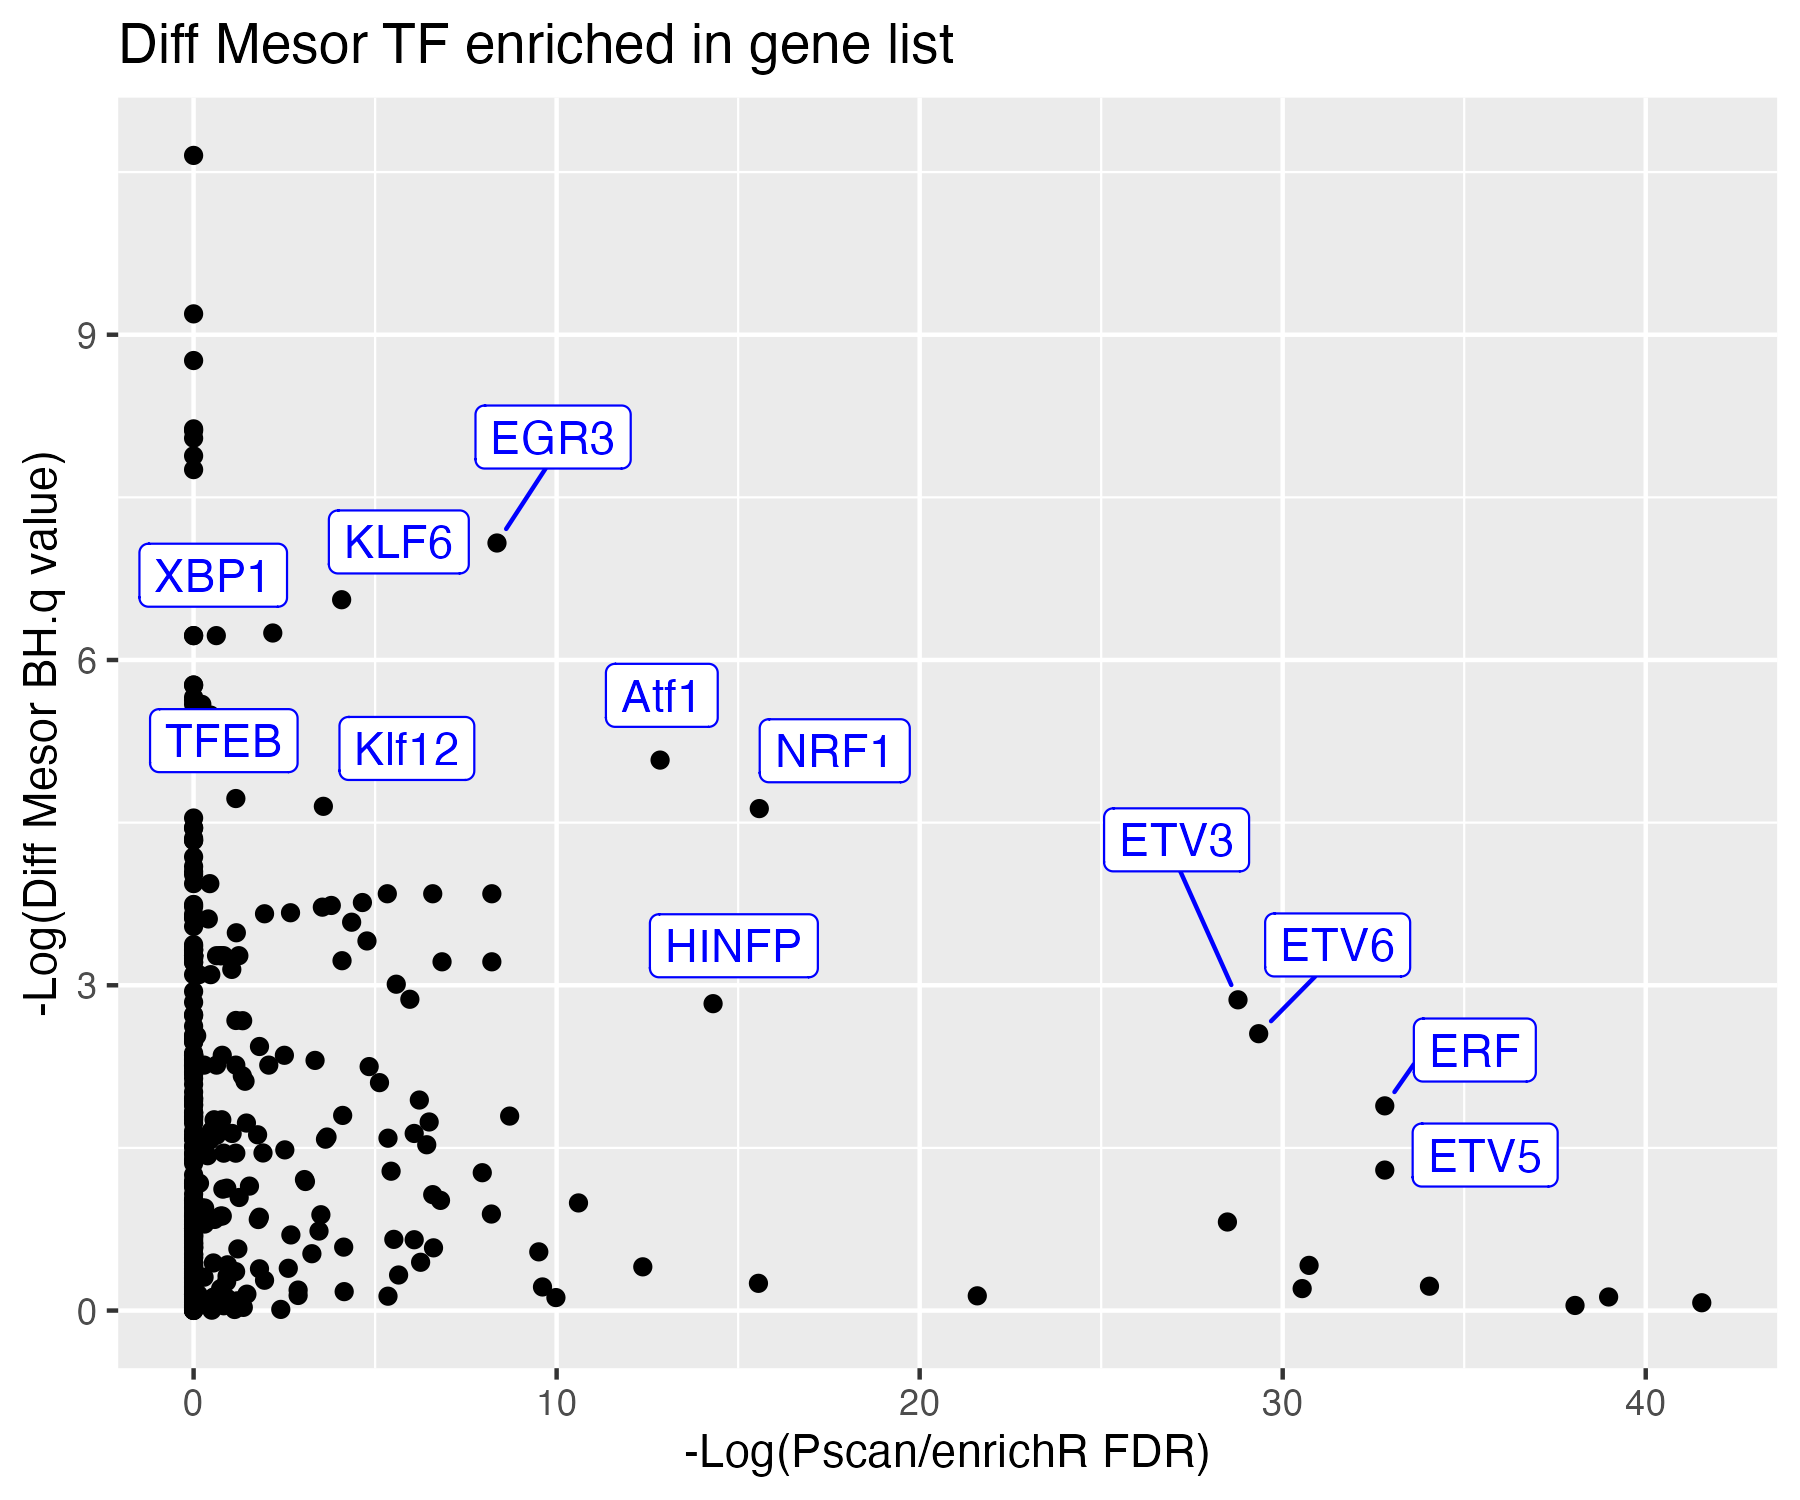 Diff Mesor TF enriched in gene list
-Log(Diff Mesor BH.q value)
9
6
3
0
EGR3
KLF6
XBP1
Atf1
TFEB
Klf12
NRF1
ETV3
HINFP
ETV6
ERF
ETV5
0
10
20
30
40
-Log(Pscan/enrichR FDR)